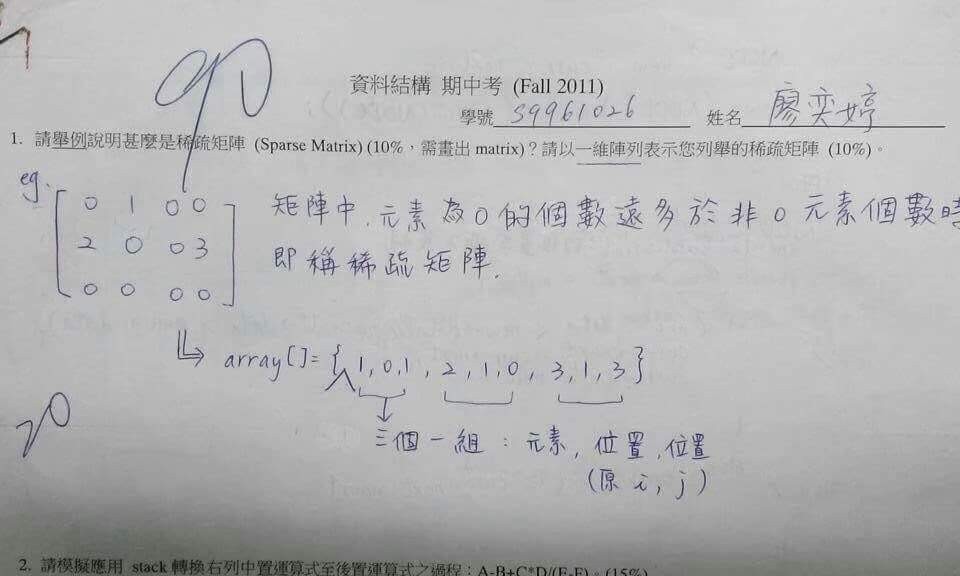 90
資料結構 期中考 (Fall 2011)
學號 S9961026 姓名 廖奕婷
1. 請舉例說明甚麼是稀疏矩陣 (Sparse Matrix) (10%，需畫出 matrix)？請以一維陣列表示您列舉的稀疏矩陣 (10%)。
eg.
0 1 0 0
2 0 0 3
0 0 0 0
矩陣中，元素為0的個數遠多於非0元素個數時
即稱稀疏矩陣.
array[]={1,0,1,2,1,0,3,1,3}
三個一組：元素，位置，位置
(原 i, j)
20
2. 請模擬應用 stack 轉換右列中置運算式至後置運算式之過程：A-B+C*D/(E-F)。(15%)